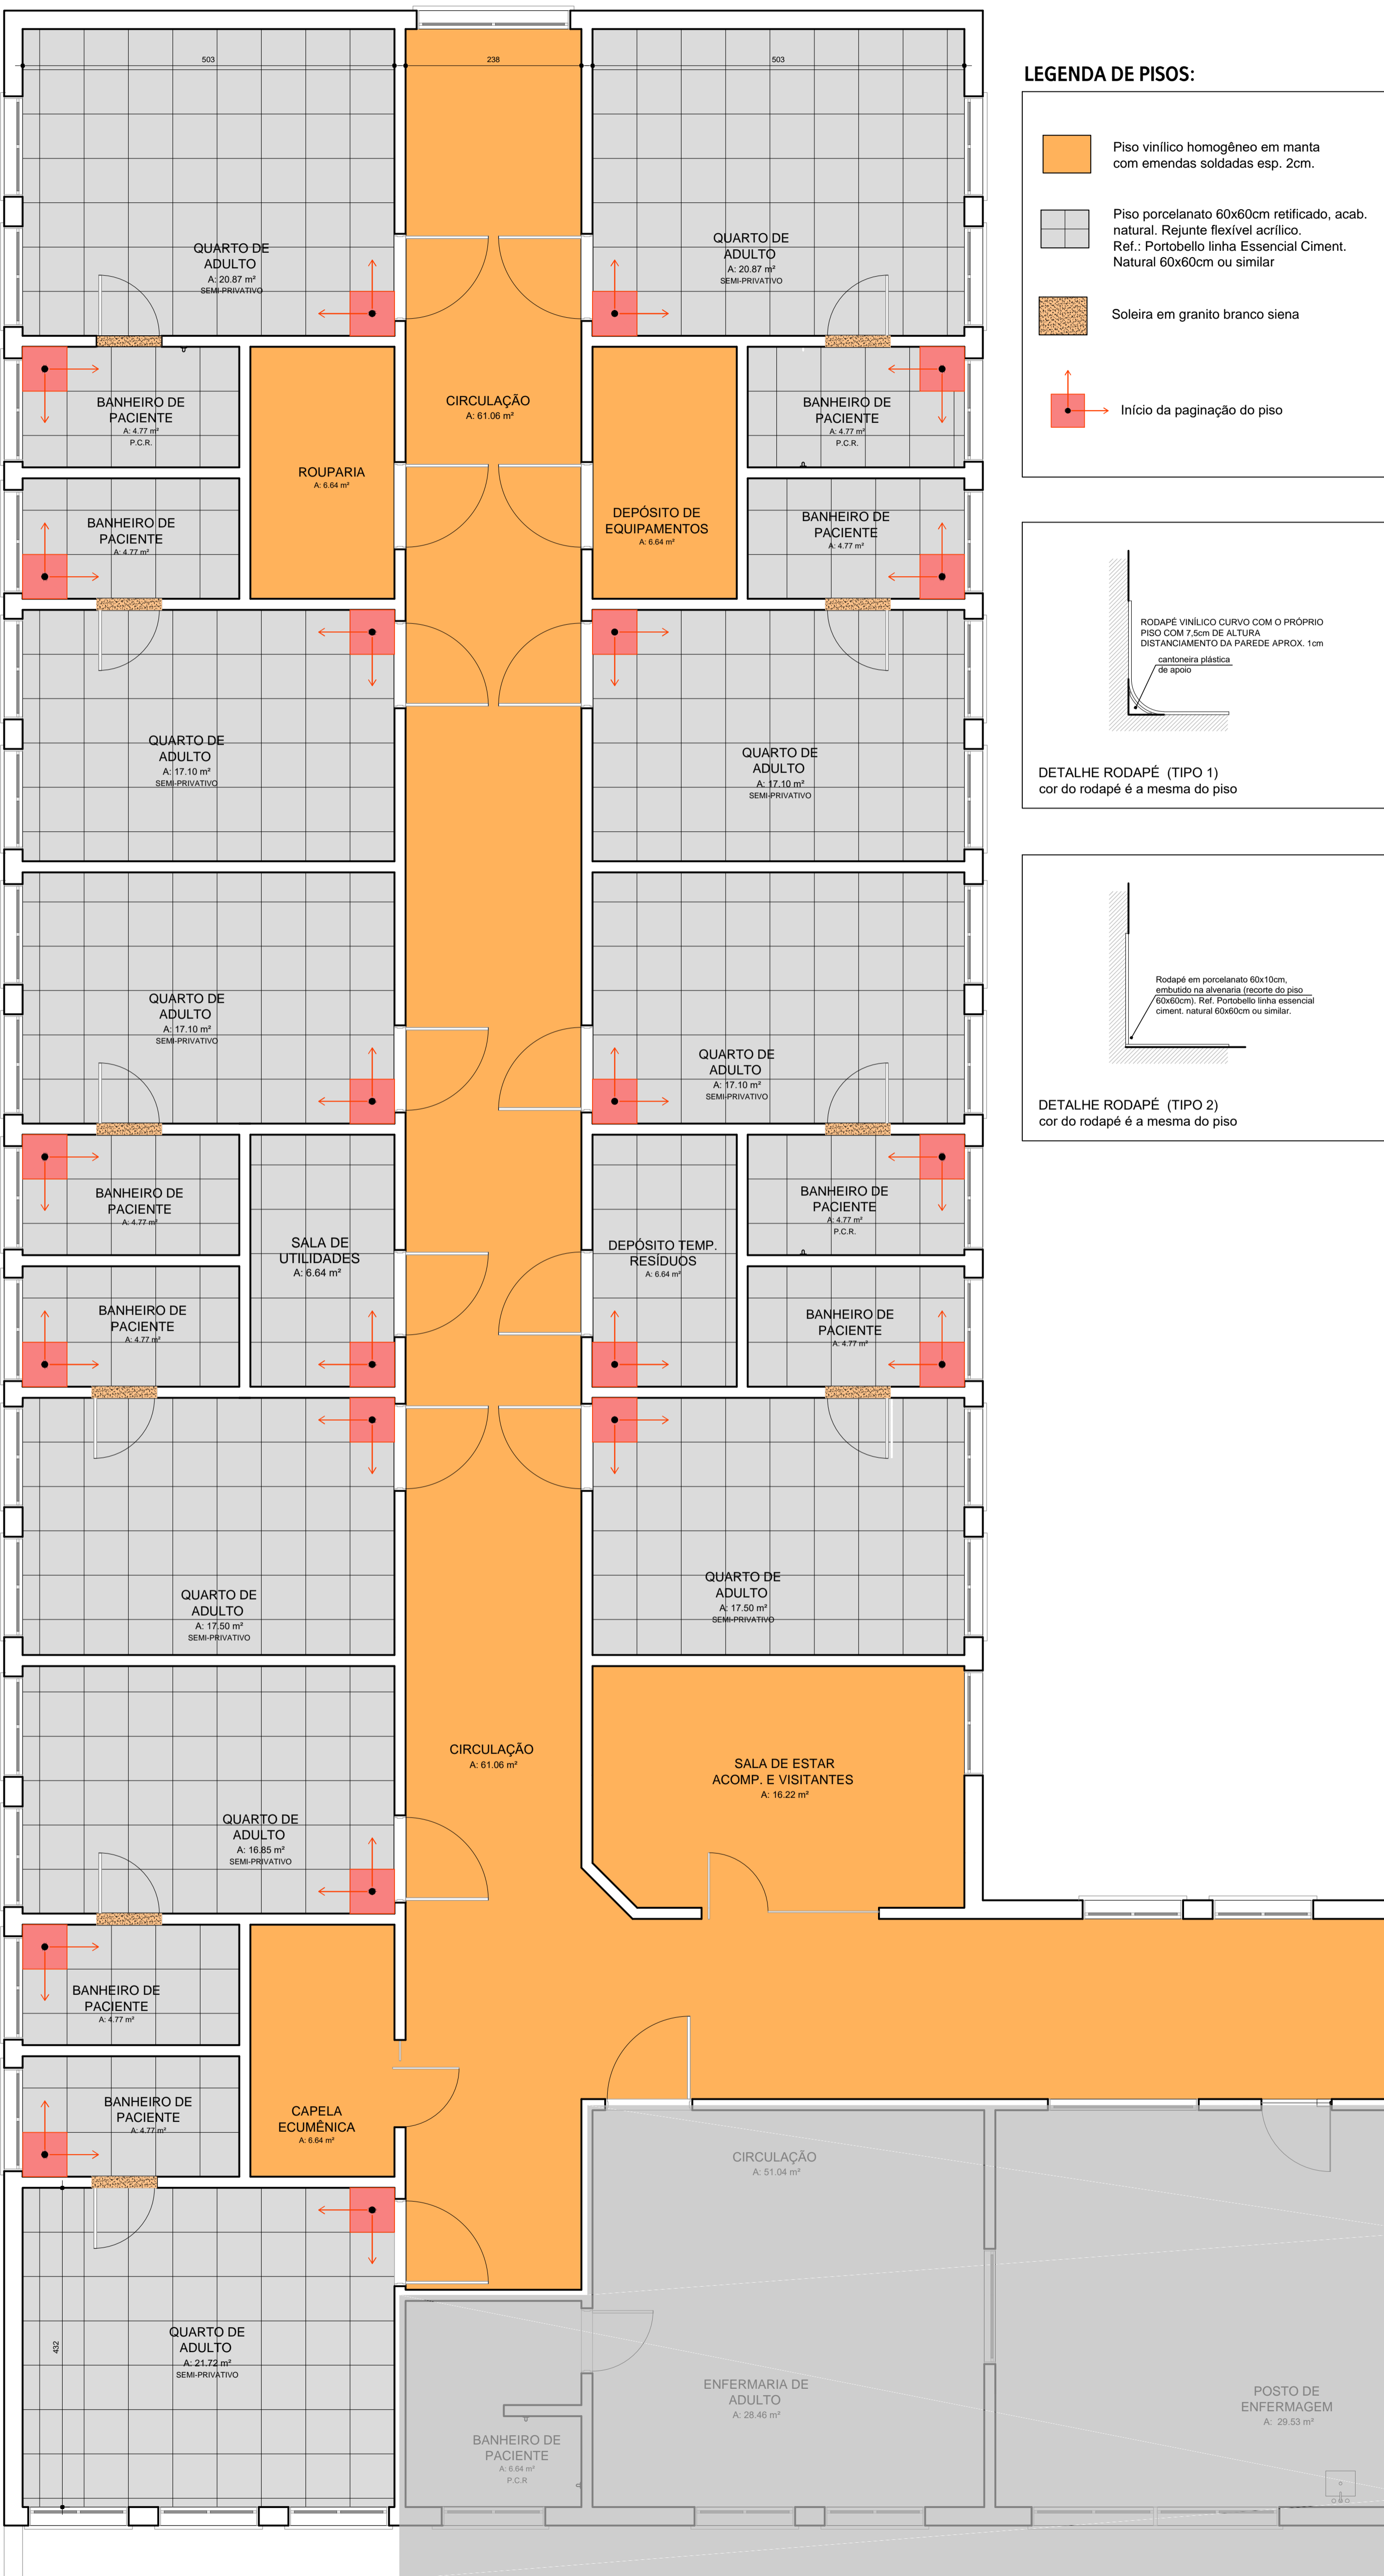 503
238
503
QUARTO DE
ADULTO
A: 20.87 m²
SEMI-PRIVATIVO
QUARTO DE
ADULTO
A: 20.87 m²
SEMI-PRIVATIVO
BANHEIRO DE
PACIENTE
A: 4.77 m²
P.C.R.
CIRCULAÇÃO
A: 61.06 m²
BANHEIRO DE
PACIENTE
A: 4.77 m²
P.C.R.
ROUPARIA
A: 6.64 m²
DEPÓSITO DE
EQUIPAMENTOS
A: 6.64 m²
BANHEIRO DE
PACIENTE
A: 4.77 m²
BANHEIRO DE
PACIENTE
A: 4.77 m²
QUARTO DE
ADULTO
A: 17.10 m²
SEMI-PRIVATIVO
QUARTO DE
ADULTO
A: 17.10 m²
SEMI-PRIVATIVO
QUARTO DE
ADULTO
A: 17.10 m²
SEMI-PRIVATIVO
QUARTO DE
ADULTO
A: 17.10 m²
SEMI-PRIVATIVO
BANHEIRO DE
PACIENTE
A: 4.77 m²
SALA DE
UTILIDADES
A: 6.64 m²
DEPÓSITO TEMP.
RESÍDUOS
A: 6.64 m²
BANHEIRO DE
PACIENTE
A: 4.77 m²
P.C.R.
BANHEIRO DE
PACIENTE
A: 4.77 m²
BANHEIRO DE
PACIENTE
A: 4.77 m²
QUARTO DE
ADULTO
A: 17.50 m²
SEMI-PRIVATIVO
QUARTO DE
ADULTO
A: 17.50 m²
SEMI-PRIVATIVO
CIRCULAÇÃO
A: 61.06 m²
SALA DE ESTAR
ACOMP. E VISITANTES
A: 16.22 m²
QUARTO DE
ADULTO
A: 16.85 m²
SEMI-PRIVATIVO
BANHEIRO DE
PACIENTE
A: 4.77 m²
BANHEIRO DE
PACIENTE
A: 4.77 m²
CAPELA
ECUMÊNICA
A: 6.64 m²
CIRCULAÇÃO
A: 51.04 m²
432
QUARTO DE
ADULTO
A: 21.72 m²
SEMI-PRIVATIVO
BANHEIRO DE
PACIENTE
A: 6.64 m²
P.C.R
ENFERMARIA DE
ADULTO
A: 28.46 m²
POSTO DE
ENFERMAGEM
A: 29.53 m²
LEGENDA DE PISOS:
Piso vinílico homogêneo em manta
com emendas soldadas esp. 2cm.
Piso porcelanato 60x60cm retificado, acab.
natural. Rejunte flexível acrílico.
Ref.: Portobello linha Essencial Ciment.
Natural 60x60cm ou similar
Soleira em granito branco siena
Início da paginação do piso
RODAPÉ VINÍLICO CURVO COM O PRÓPRIO
PISO COM 7,5cm DE ALTURA
DISTANCIAMENTO DA PAREDE APROX. 1cm
cantoneira plástica
de apoio
DETALHE RODAPÉ (TIPO 1)
cor do rodapé é a mesma do piso
Rodapé em porcelanato 60x10cm,
embutido na alvenaria (recorte do piso
60x60cm). Ref. Portobello linha essencial
ciment. natural 60x60cm ou similar.
DETALHE RODAPÉ (TIPO 2)
cor do rodapé é a mesma do piso